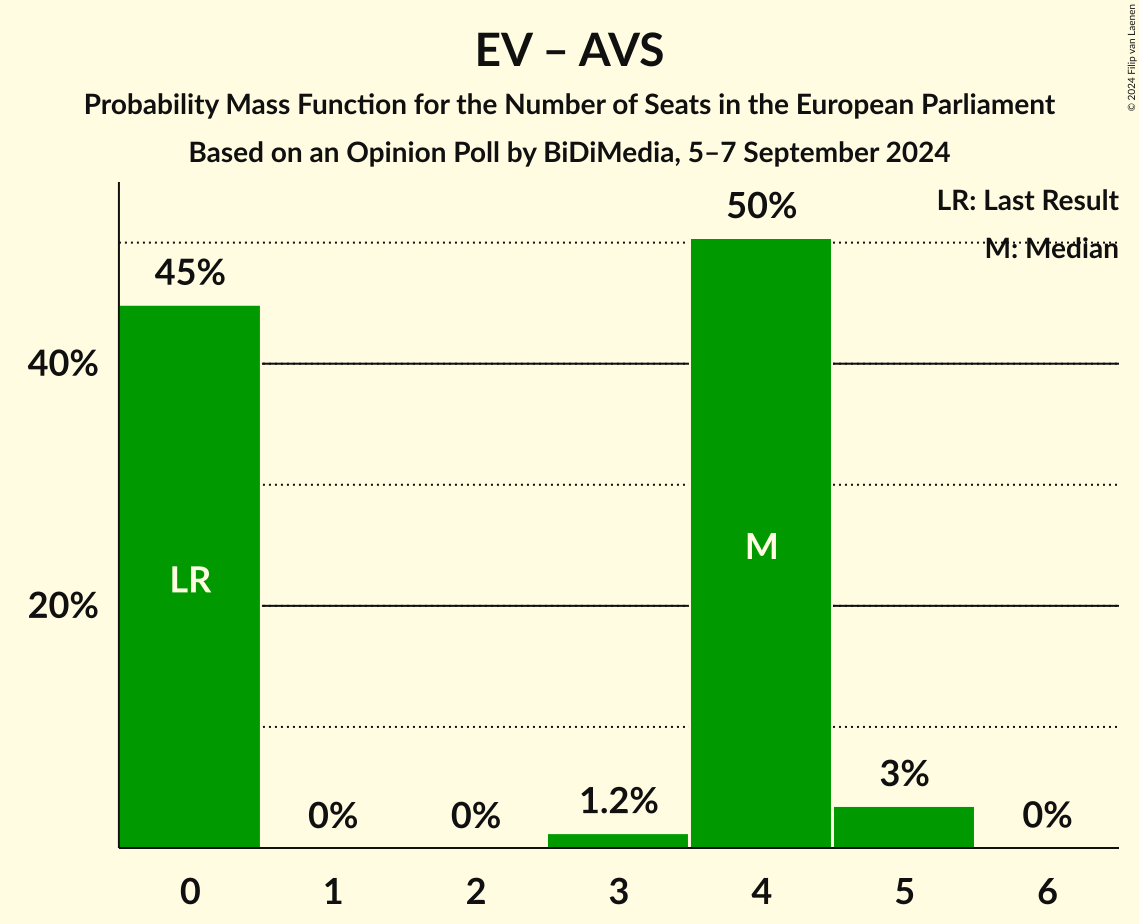 EV – AVS
Probability Mass Function for the Number of Seats in the European Parliament
Based on an Opinion Poll by BiDiMedia, 5–7 September 2024
© 2024 Filip van Laenen
LR: Last Result
M: Median
50%
45%
40%
LR
M
20%
3%
1.2%
0%
0%
0%
0
1
2
3
4
5
6